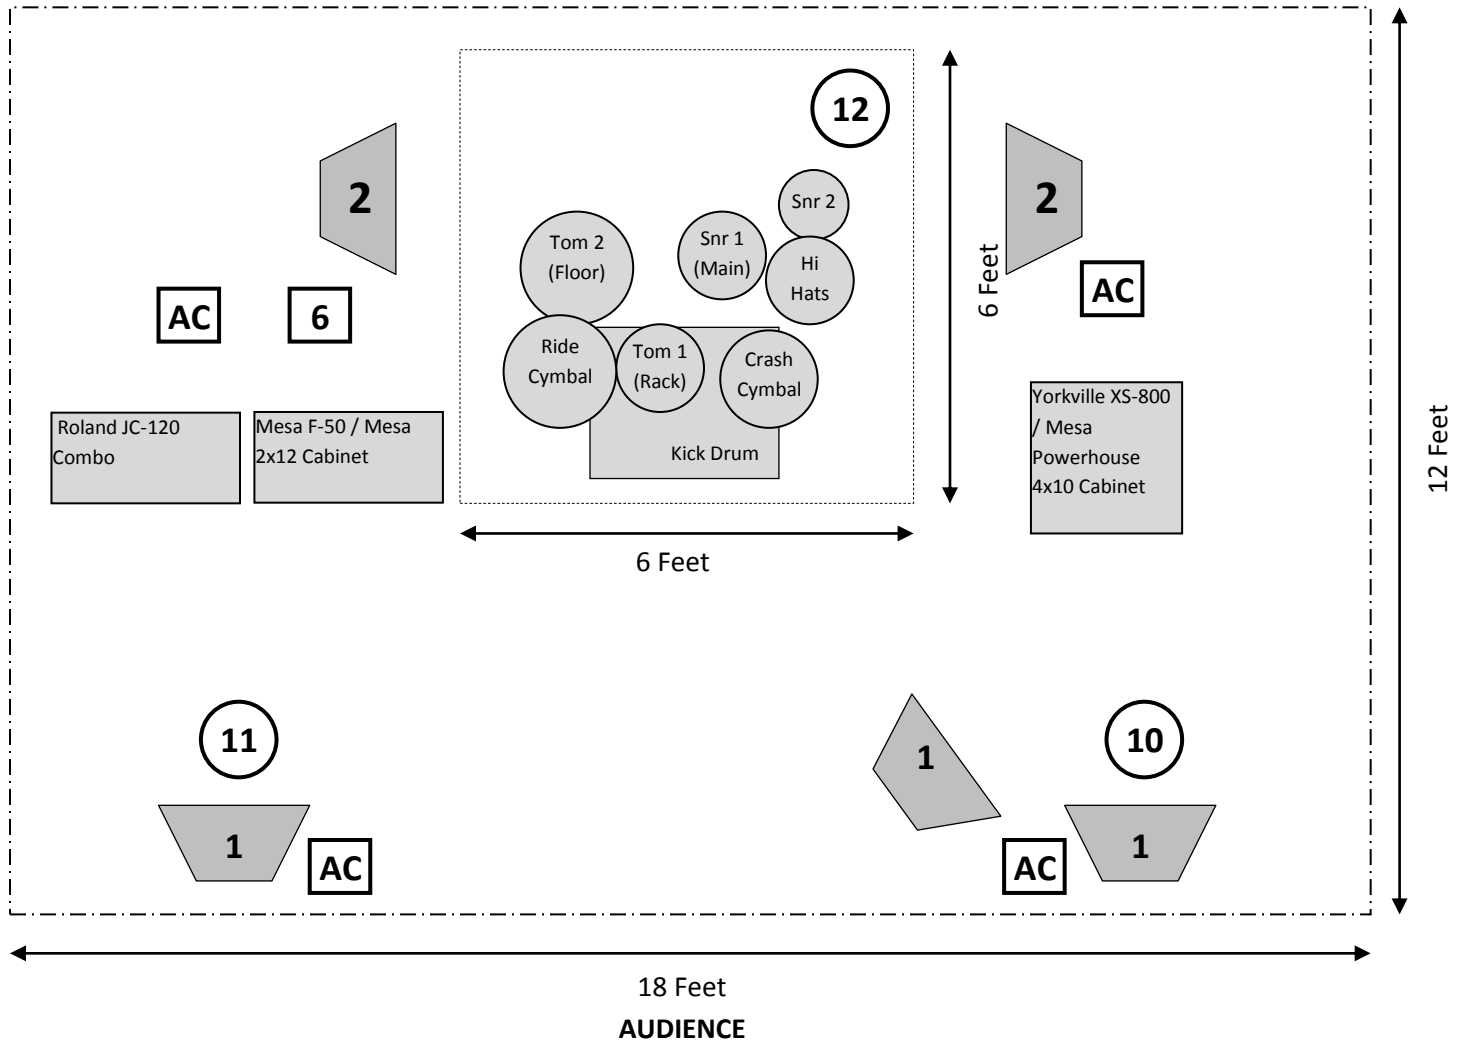 12
2
2
Snr 2
Tom 2
(Floor)
Snr 1
(Main)
Hi
Hats
6 Feet
AC
6
AC
Ride
Cymbal
Tom 1
(Rack)
Crash
Cymbal
Kick Drum
Roland JC-120
Combo
Mesa F-50 / Mesa
2x12 Cabinet
Yorkville XS-800
/ Mesa
Powerhouse
4x10 Cabinet
12 Feet
6 Feet
11
1
10
1
AC
AC
1
18 Feet
AUDIENCE